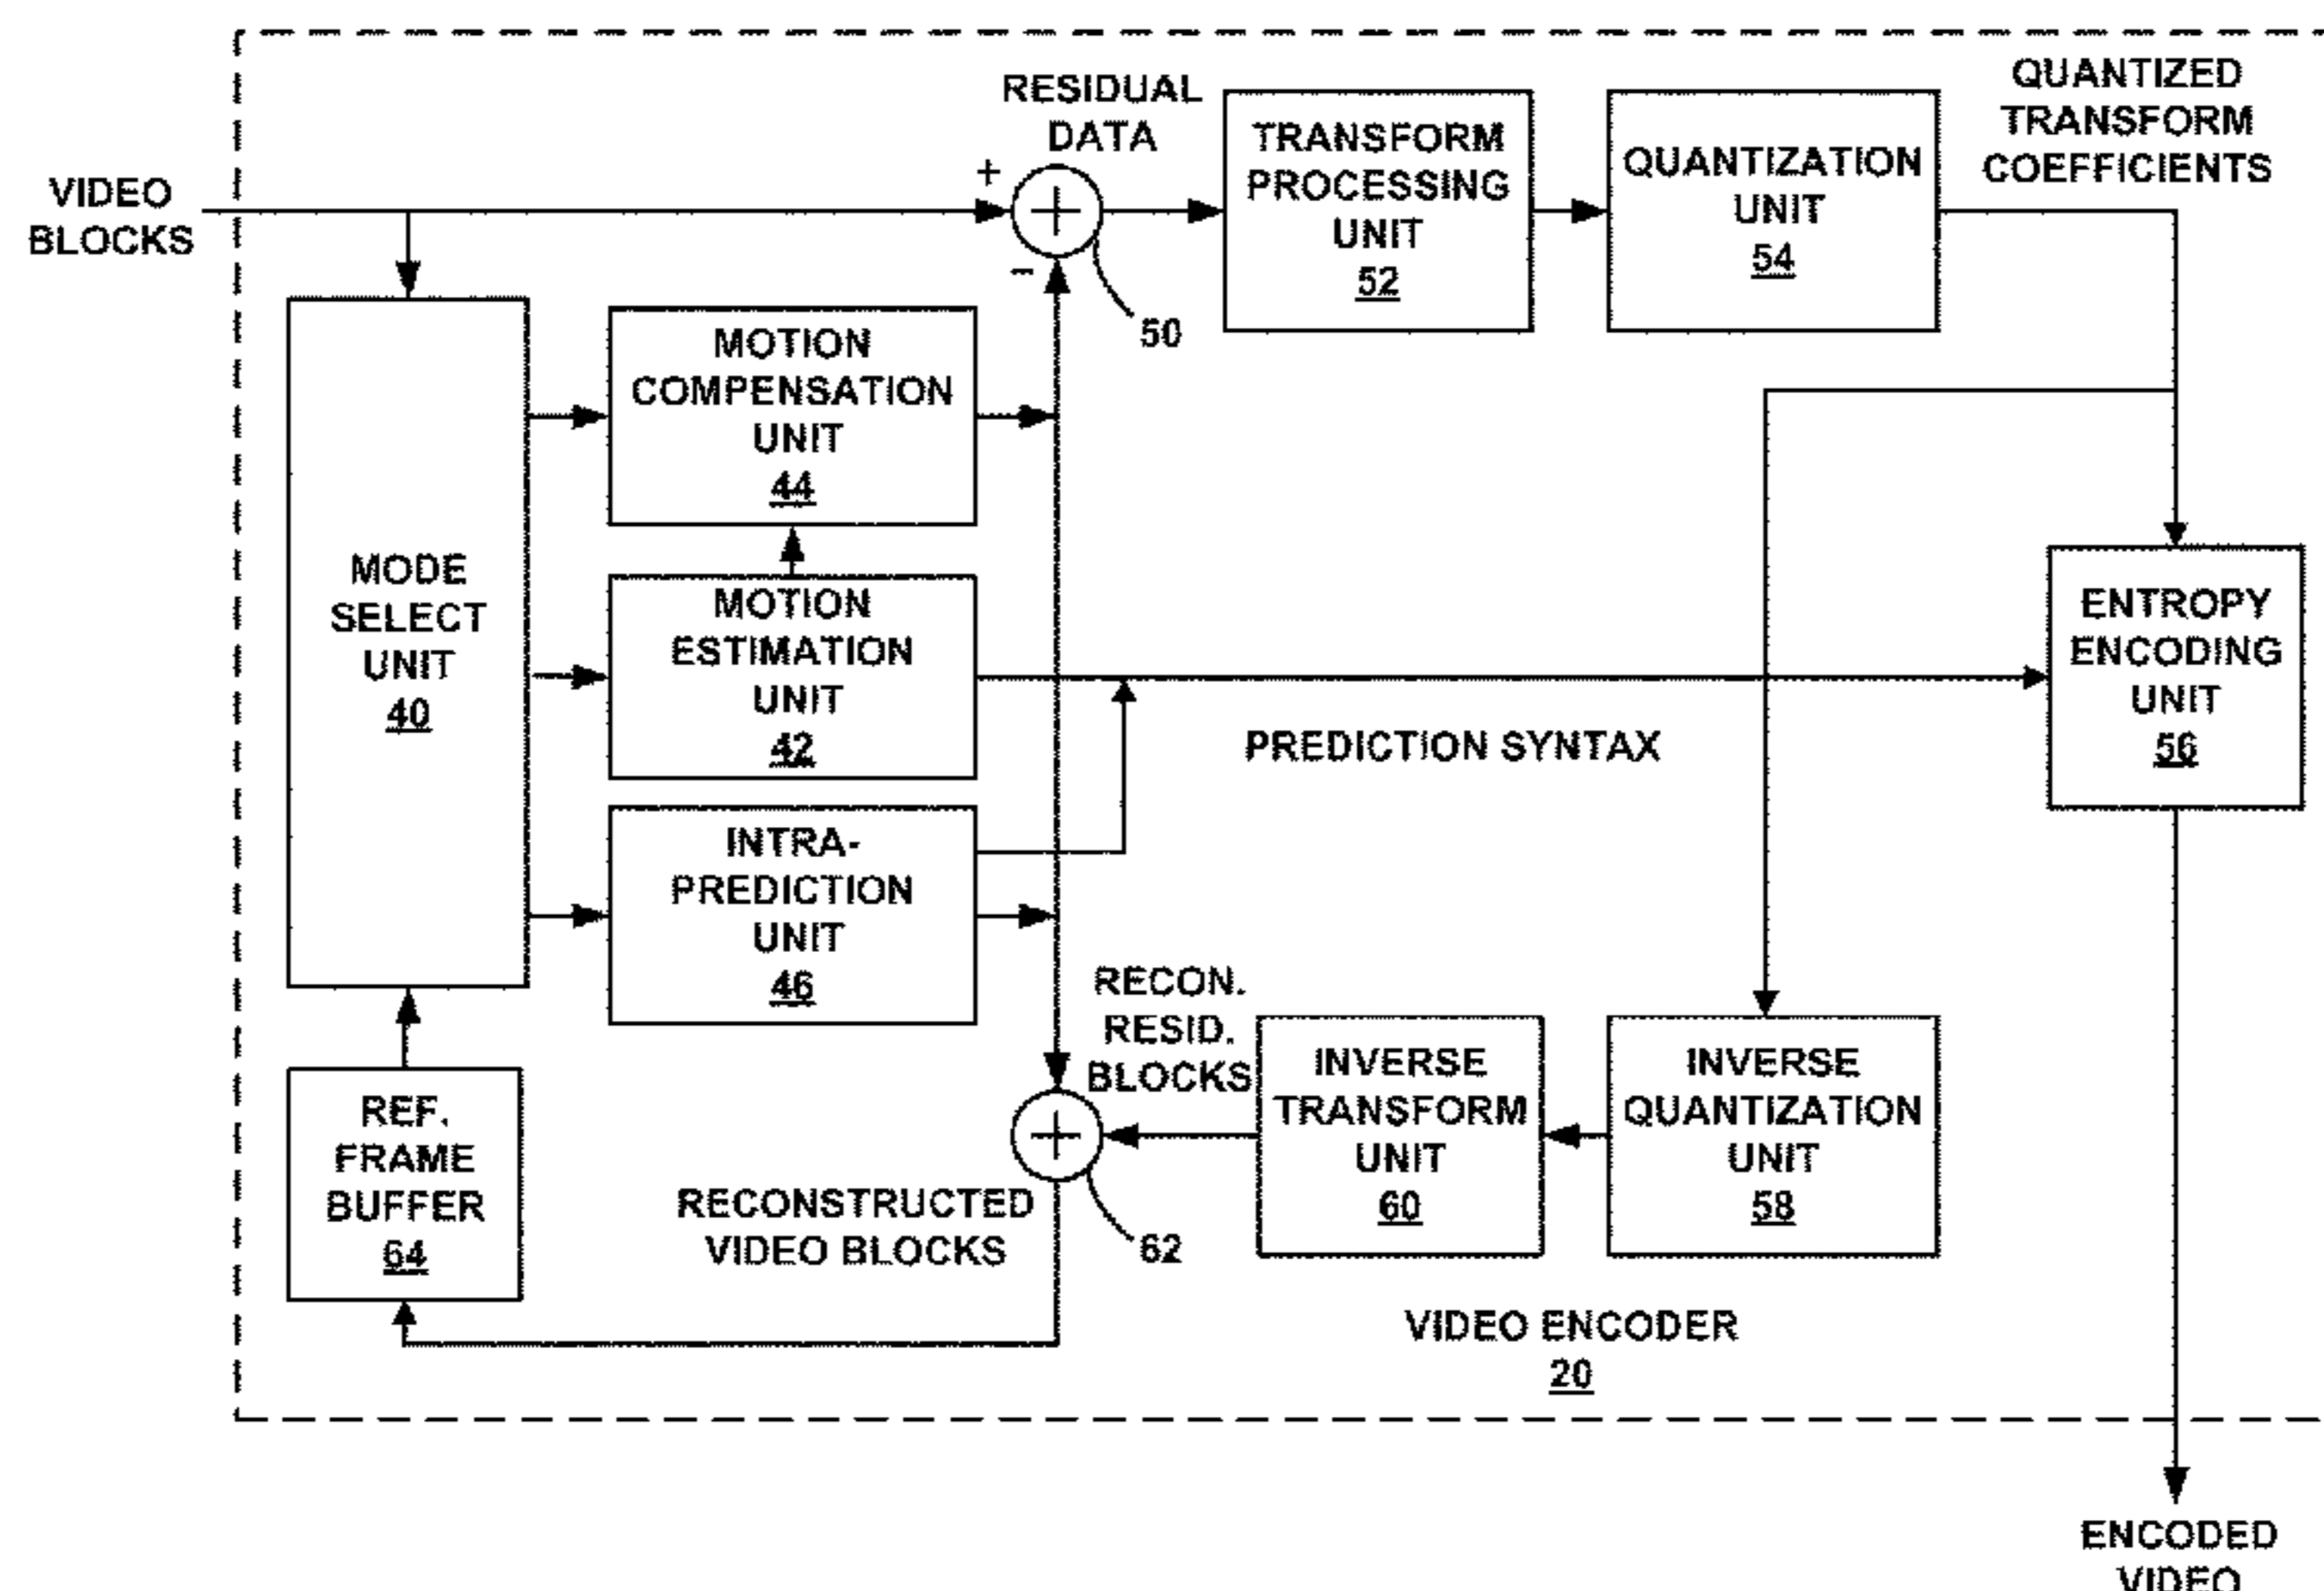 VIDEO
BLOCKS
RESIDUAL
DATA
+
−
50
TRANSFORM
PROCESSING
UNIT
52
QUANTIZATION
UNIT
54
QUANTIZED
TRANSFORM
COEFFICIENTS
MODE
SELECT
UNIT
40
MOTION
COMPENSATION
UNIT
44
MOTION
ESTIMATION
UNIT
42
INTRA-
PREDICTION
UNIT
46
PREDICTION SYNTAX
ENTROPY
ENCODING
UNIT
56
REF.
FRAME
BUFFER
64
RECONSTRUCTED
VIDEO BLOCKS
62
RECON.
RESID.
BLOCKS
INVERSE
TRANSFORM
UNIT
60
INVERSE
QUANTIZATION
UNIT
58
VIDEO ENCODER
20
ENCODED
VIDEO